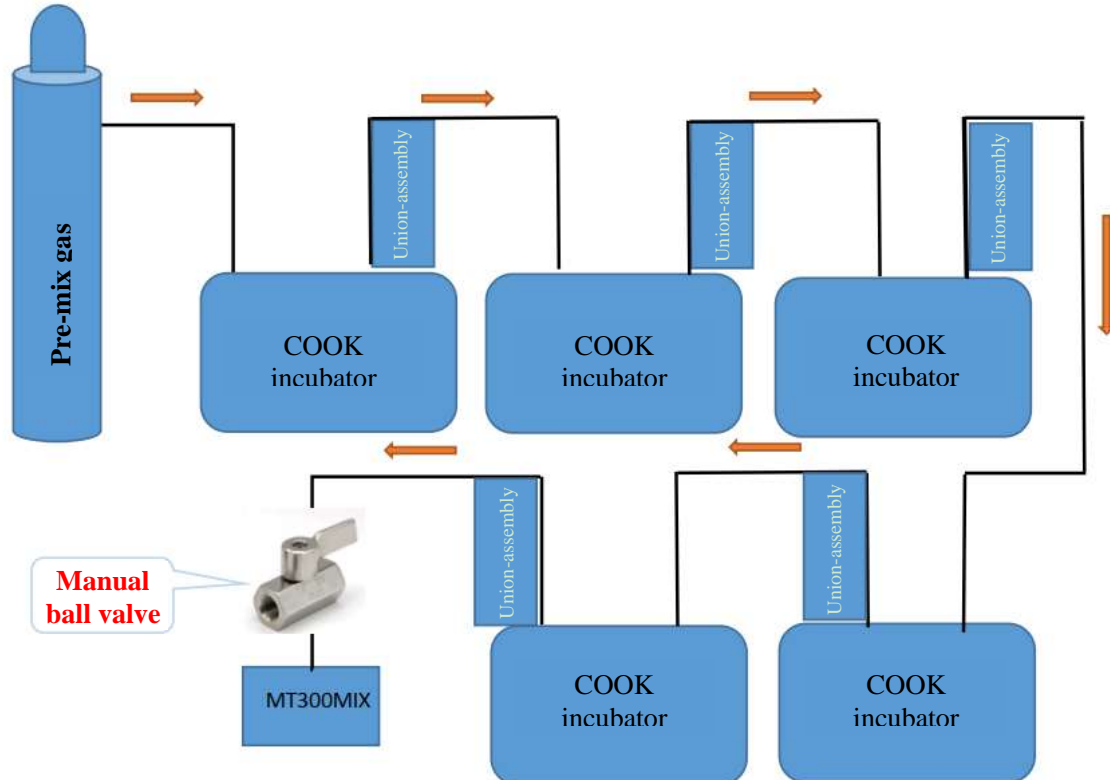 Pre-mix gas
Union-assembly
Union-assembly
Union-assembly
COOK
incubator
COOK
incubator
COOK
incubator
Manual
ball valve
Union-assembly
Union-assembly
MT300MIX
COOK
incubator
COOK
incubator